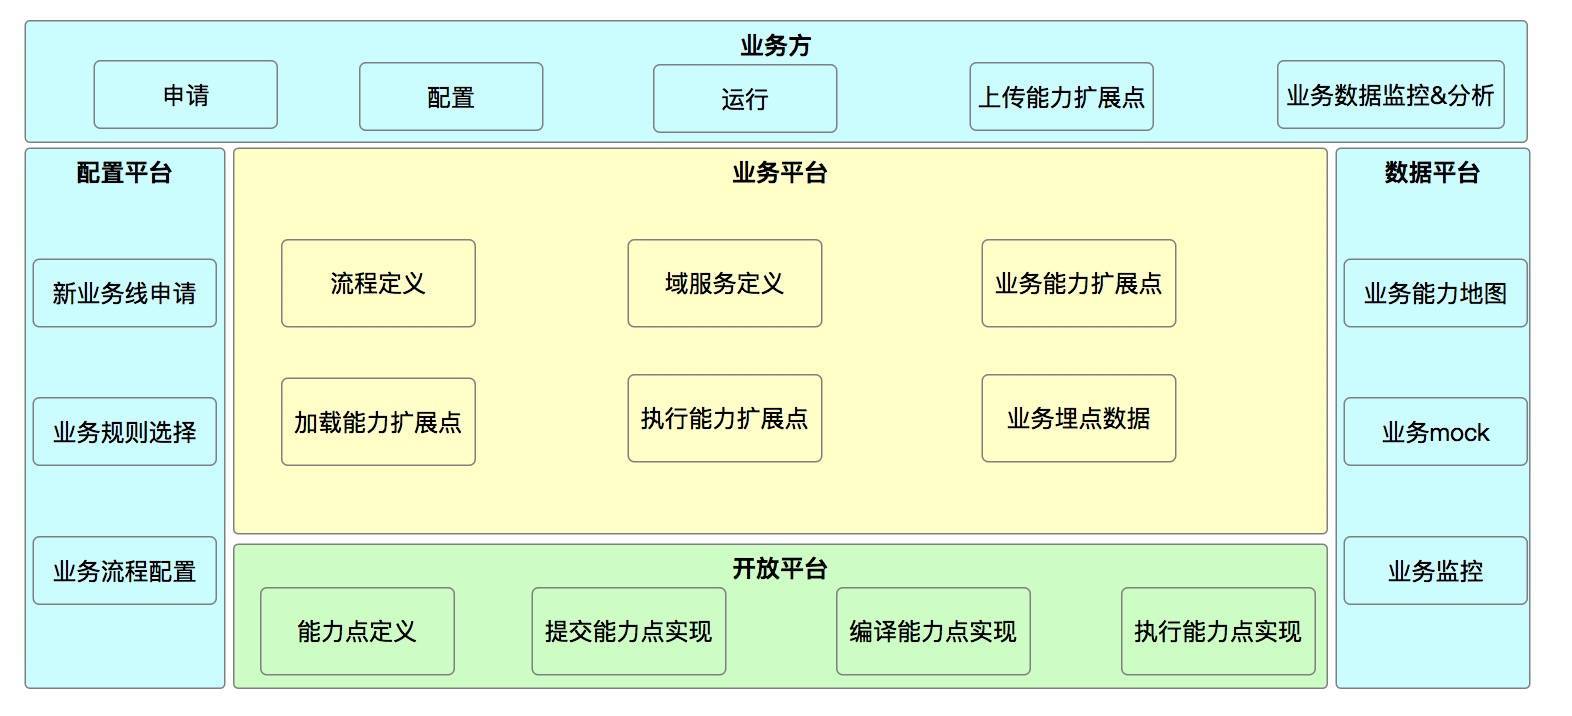 业务方
申请
配置
运行
上传能力扩展点
业务数据监控&分析
配置平台
新业务线申请
业务规则选择
业务流程配置
业务平台
流程定义
域服务定义
业务能力扩展点
加载能力扩展点
执行能力扩展点
业务埋点数据
数据平台
业务能力地图
业务mock
业务监控
开放平台
能力点定义
提交能力点实现
编译能力点实现
执行能力点实现